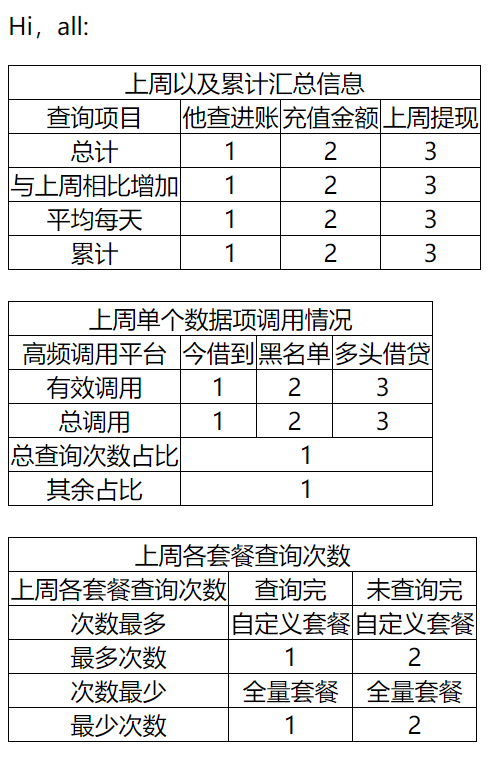 Hi，all:
上周以及累计汇总信息
查询项目 他查进账 充值金额 上周提现
总计 1 2 3
与上周相比增加 1 2 3
平均每天 1 2 3
累计 1 2 3
上周单个数据项调用情况
高频调用平台 今借到 黑名单 多头借贷
有效调用 1 2 3
总调用 1 2 3
总查询次数占比 1
其余占比 1
上周各套餐查询次数
上周各套餐查询次数 查询完 未查询完
次数最多 自定义套餐 自定义套餐
最多次数 1 2
次数最少 全量套餐 全量套餐
最少次数 1 2